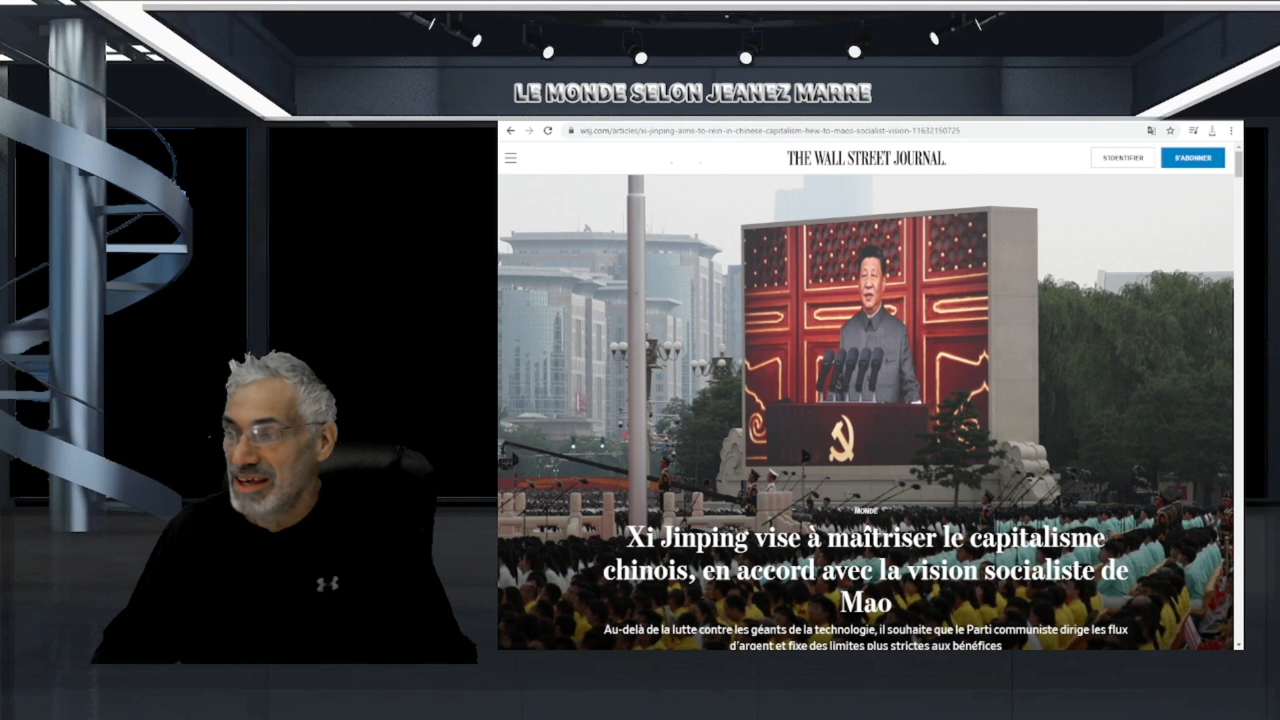 LE MONDE SELON JEANEZ MARRE
wsj.com/articles/xi-jinping-aims-to-rein-in-chinese-capitalism-hew-to-maos-socialist-vision-11632150725
THE WALL STREET JOURNAL.
S'IDENTIFIER
S'ABONNER
MONDE
Xi Jinping vise à maîtriser le capitalisme
chinois, en accord avec la vision socialiste de
Mao
Au-delà de la lutte contre les géants de la technologie, il souhaite que le Parti communiste dirige les flux
d'argent et fixe des limites plus strictes aux bénéfices